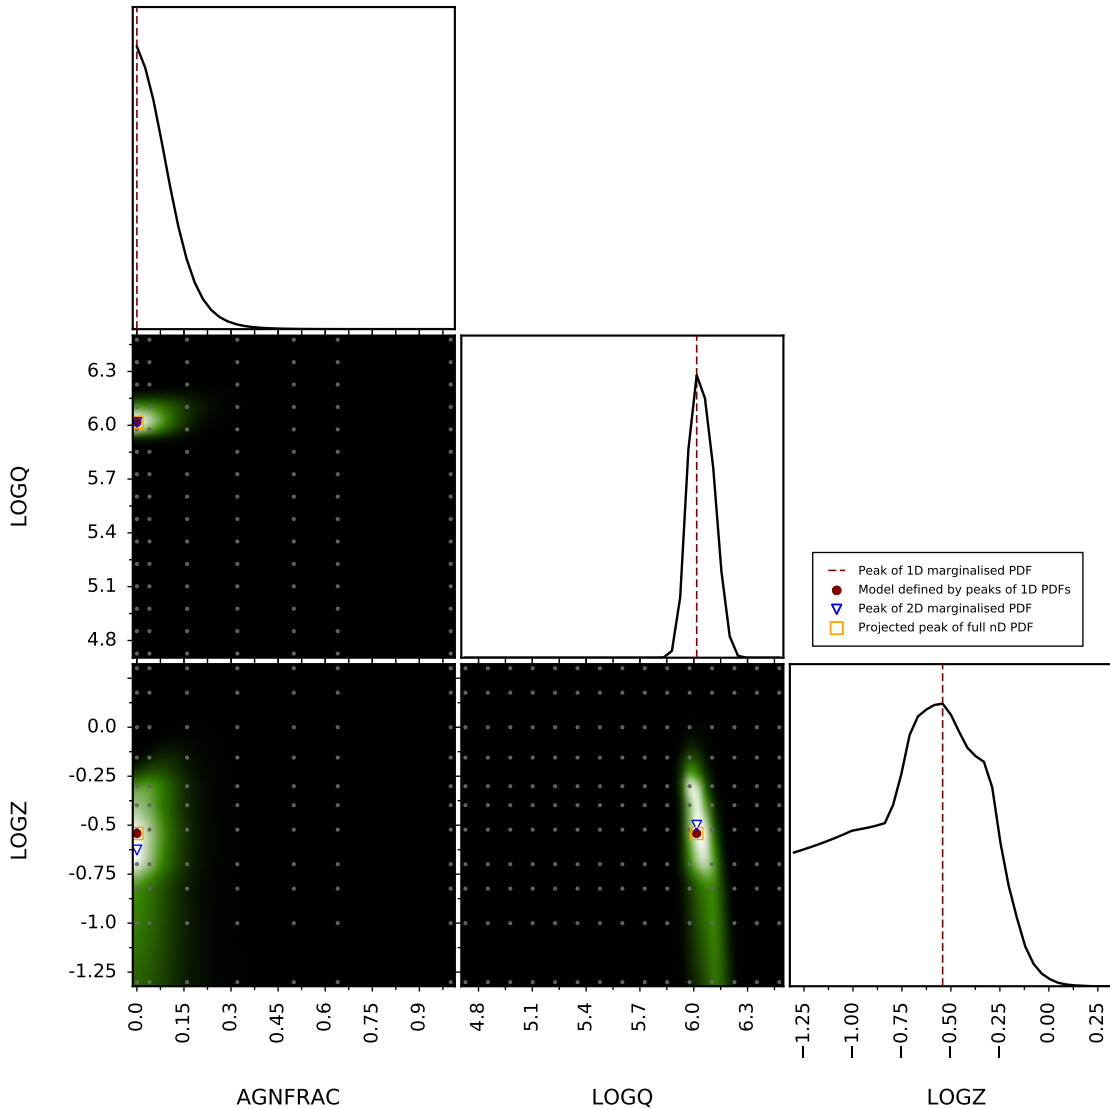 6.3
6.0
5.7
5.4
5.1
4.8
LOGQ
Peak of 1D marginalised PDF
Model defined by peaks of 1D PDFs
Peak of 2D marginalised PDF
Projected peak of full nD PDF
0.0
-0.25
-0.5
-0.75
-1.0
-1.25
LOGZ
0.0 0.15 0.3 0.45 0.6 0.75 0.9
4.8 5.1 5.4 5.7 6.0 6.3
−1.25 −1.00 −0.75 −0.50 −0.25 0.00 0.25
AGNFRAC LOGQ LOGZ